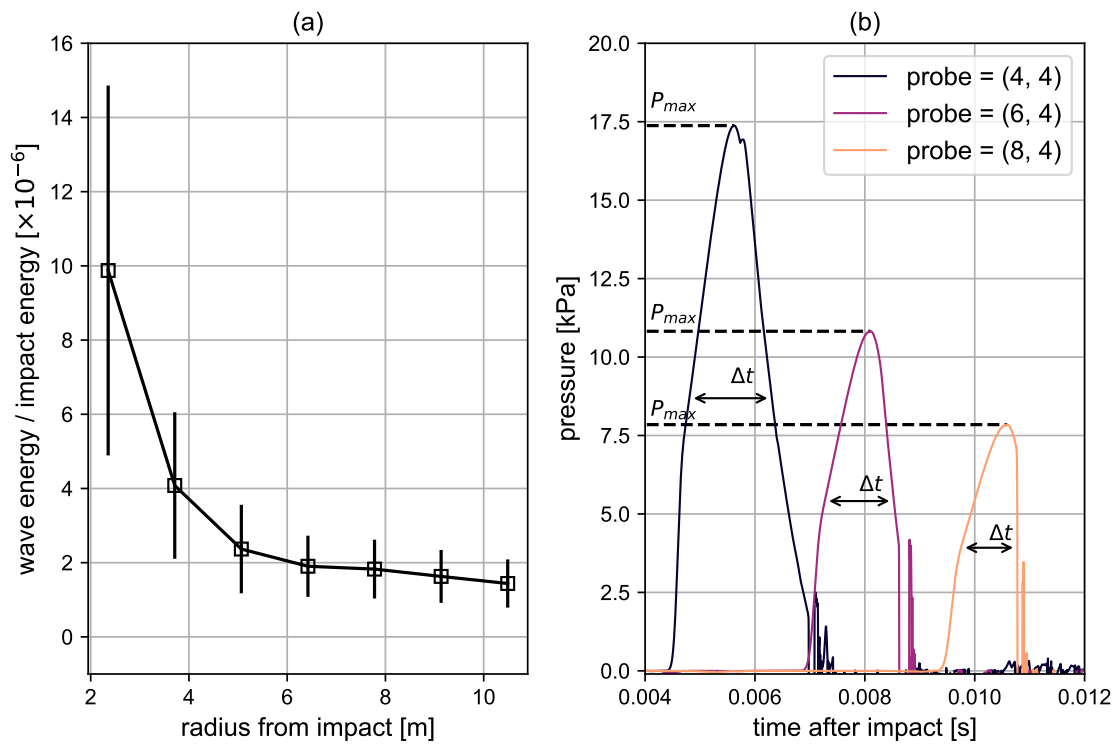 (a)
16
14
12
10
8
6
4
2
0
wave energy / impact energy [×10⁻⁶]
2 4 6 8 10
radius from impact [m]
(b)
20.0
17.5
15.0
12.5
10.0
7.5
5.0
2.5
0.0
pressure [kPa]
probe = (4, 4)
probe = (6, 4)
probe = (8, 4)
P_max
P_max
Δt
P_max
Δt
Δt
0.004 0.006 0.008 0.010 0.012
time after impact [s]